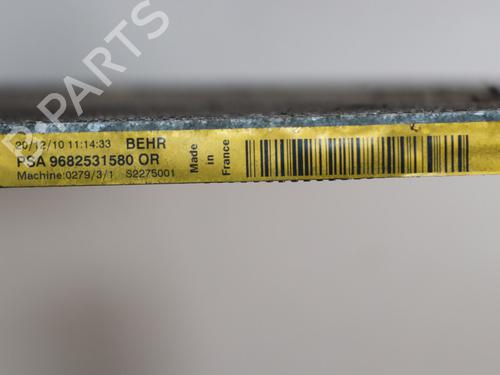 B-PARTS
20/12/10 11:14:33 BEHR
PSA 9682531580 OR
Machine:0279/3/1 S2275001
Made
in
France